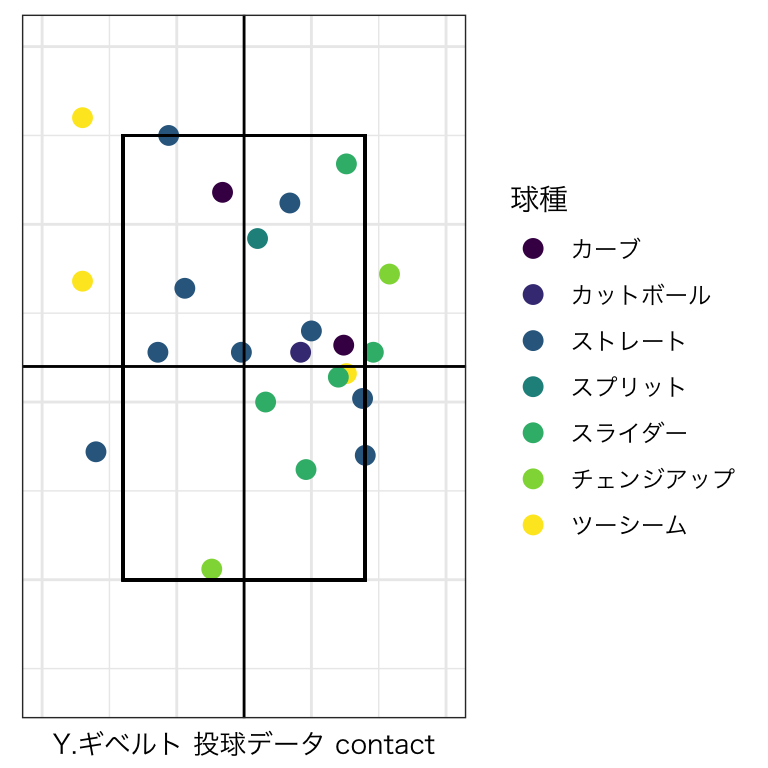 球種
カーブ
カットボール
ストレート
スプリット
スライダー
チェンジアップ
ツーシーム
Y.ギベルト 投球データ contact